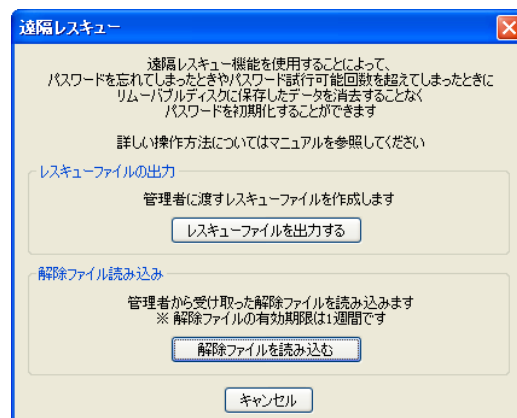 遠隔レスキュー
遠隔レスキュー機能を使用することによって、
パスワードを忘れてしまったときやパスワード試行可能回数を超えてしまったときに
リムーバブルディスクに保存したデータを消去することなく
パスワードを初期化することができます
詳しい操作方法についてはマニュアルを参照してください
レスキューファイルの出力
管理者に渡すレスキューファイルを作成します
レスキューファイルを出力する
解除ファイル読み込み
管理者から受け取った解除ファイルを読み込みます
※ 解除ファイルの有効期限は1週間です
解除ファイルを読み込む
キャンセル